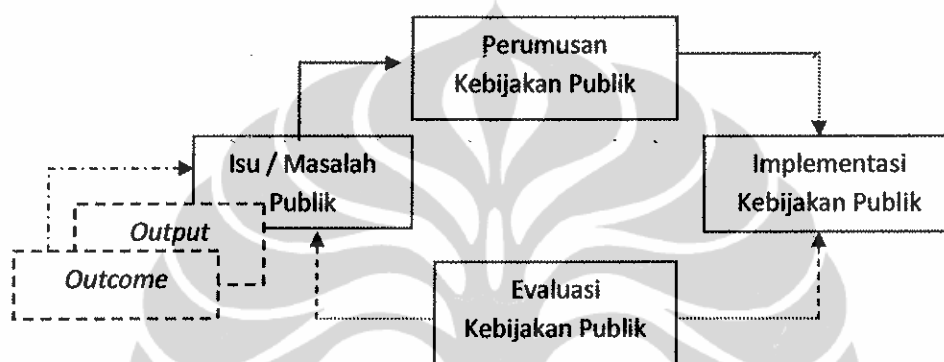 Perumusan
Kebijakan Publik
Isu / Masalah
Publik
Implementasi
Kebijakan Publik
Output
Outcome
Evaluasi
Kebijakan Publik